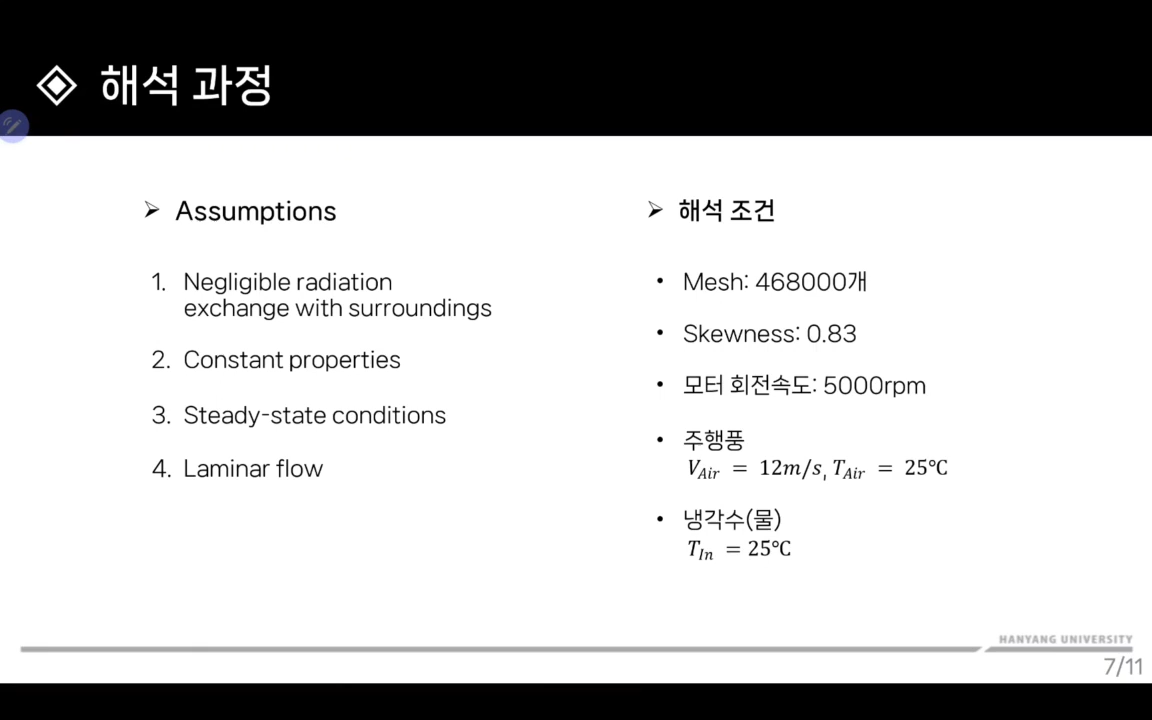 해석 과정
Assumptions
1. Negligible radiation
exchange with surroundings
2. Constant properties
3. Steady-state conditions
4. Laminar flow
해석 조건
• Mesh: 468000개
• Skewness: 0.83
• 모터 회전속도: 5000rpm
• 주행풍
V_Air = 12m/s, T_Air = 25℃
• 냉각수(물)
T_In = 25℃
HANYANG UNIVERSITY
7/11